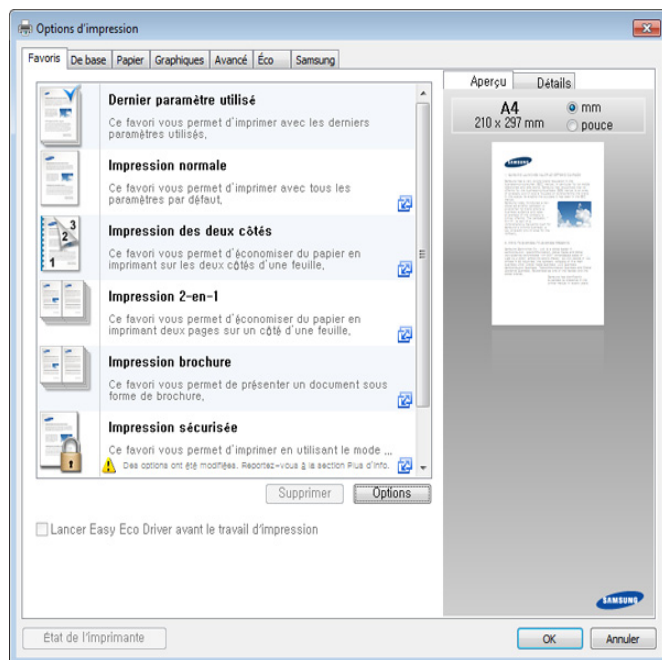 Options d'impression
Favoris De base Papier Graphiques Avancé Éco Samsung
Dernier paramètre utilisé
Ce favori vous permet d'imprimer avec les derniers
paramètres utilisés,
Impression normale
Ce favori vous permet d'imprimer avec tous les
paramètres par défaut,
3
2
1
Impression des deux côtés
Ce favori vous permet d'économiser du papier en
imprimant sur les deux côtés d'une feuille,
Impression 2-en-1
Ce favori vous permet d'économiser du papier en
imprimant deux pages sur un côté d'une feuille,
Impression brochure
Ce favori vous permet de présenter un document sous
forme de brochure,
Impression sécurisée
Ce favori vous permet d'imprimer en utilisant le mode ...
Des options ont été modifiées. Reportez-vous à la section Plus d'info.
Supprimer Options
Lancer Easy Eco Driver avant le travail d'impression
Aperçu Détails
A4
210 x 297 mm
mm
pouce
SAMSUNG
SAMSUNG
État de l'imprimante
OK Annuler